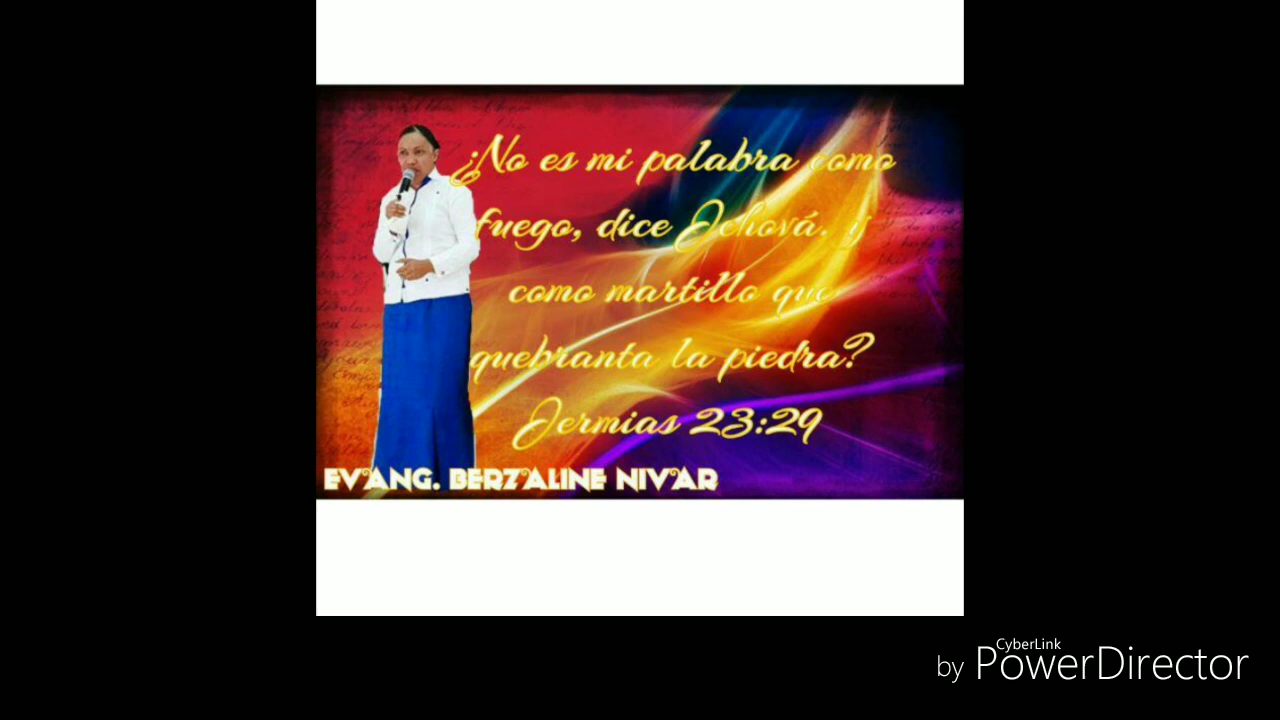 ¿No es mi palabra como
fuego, dice Jehová. y
como martillo que
quebranta la piedra?
Jermias 23:29
EVANG. BERZALINE NIVAR
CyberLink
by PowerDirector